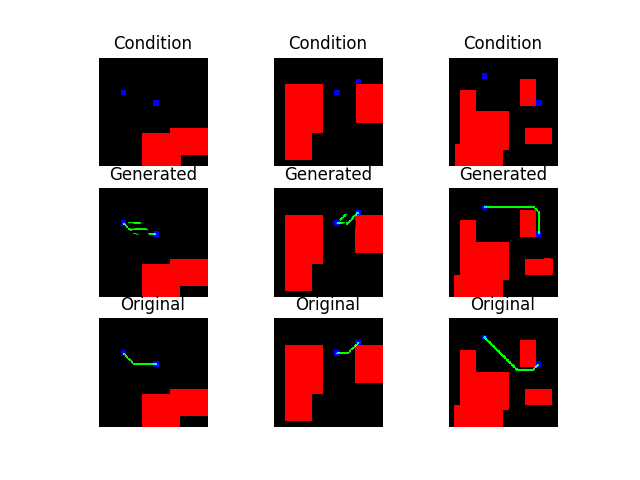 Condition Condition Condition
Generated Generated Generated
Original Original Original